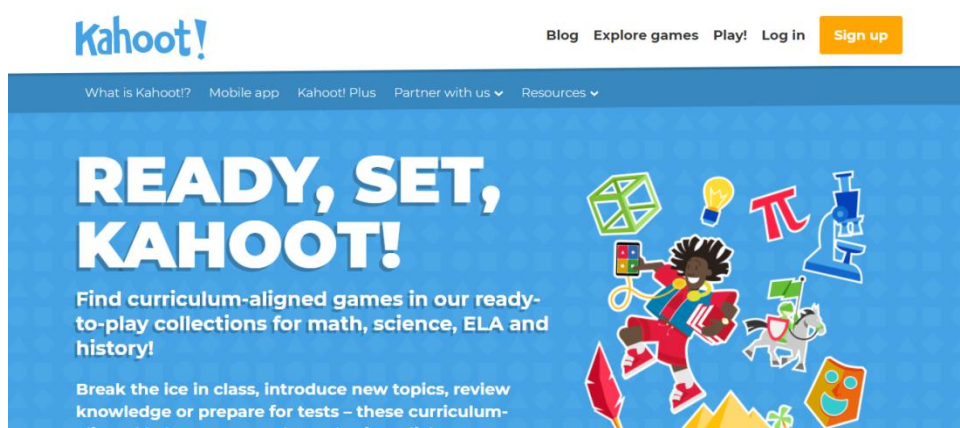 Kahoot!
Blog Explore games Play! Log in Sign up
What is Kahoot!? Mobile app Kahoot! Plus Partner with us Resources
READY, SET,
KAHOOT!
Find curriculum-aligned games in our ready-
to-play collections for math, science, ELA and
history!
Break the ice in class, introduce new topics, review
knowledge or prepare for tests – these curriculum-
π